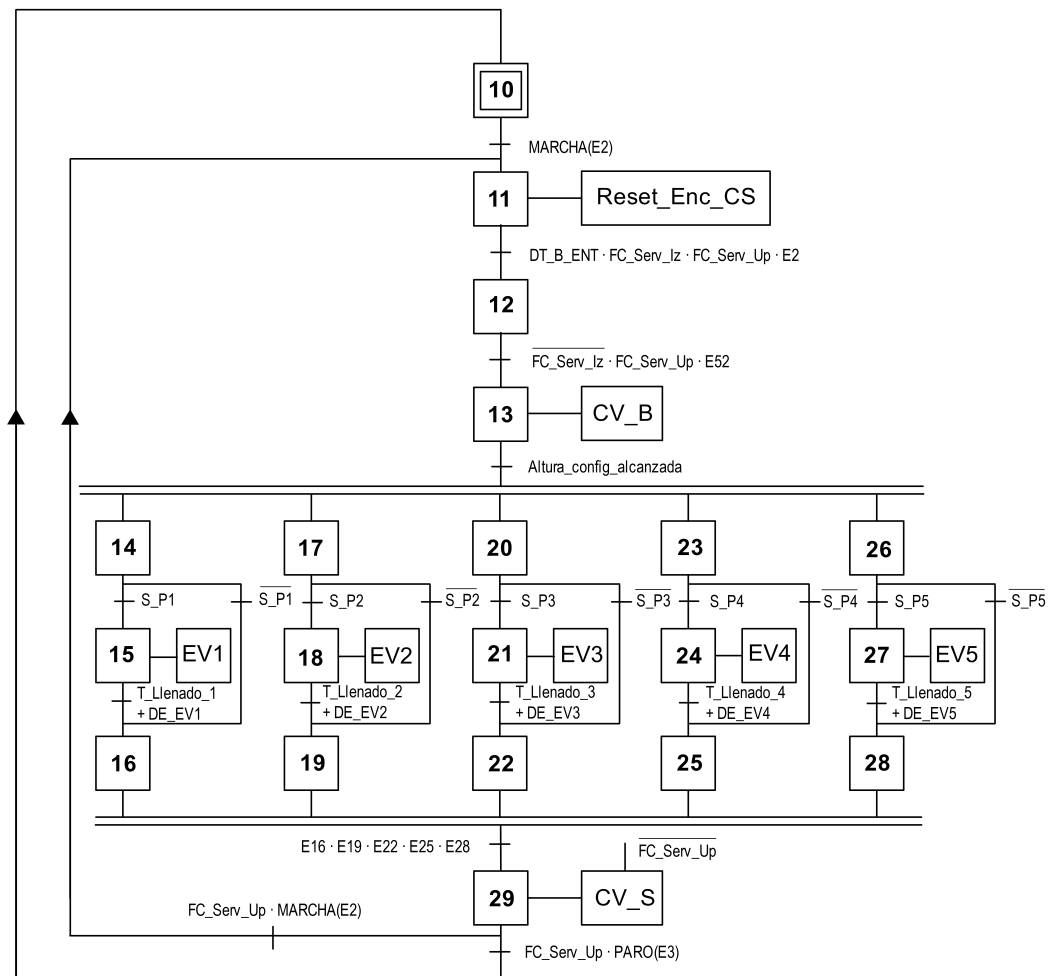 10
MARCHA(E2)
11
Reset_Enc_CS
DT_B_ENT · FC_Serv_Iz · FC_Serv_Up · E2
12
FC_Serv_Iz · FC_Serv_Up · E52
13
CV_B
Altura_config_alcanzada
14
17
20
23
26
S_P1
S_P1
S_P2
S_P2
S_P3
S_P3
S_P4
S_P4
S_P5
S_P5
15
EV1
18
EV2
21
EV3
24
EV4
27
EV5
T_Llenado_1
+ DE_EV1
T_Llenado_2
+ DE_EV2
T_Llenado_3
+ DE_EV3
T_Llenado_4
+ DE_EV4
T_Llenado_5
+ DE_EV5
16
19
22
25
28
E16 · E19 · E22 · E25 · E28
FC_Serv_Up
29
CV_S
FC_Serv_Up · MARCHA(E2)
FC_Serv_Up · PARO(E3)